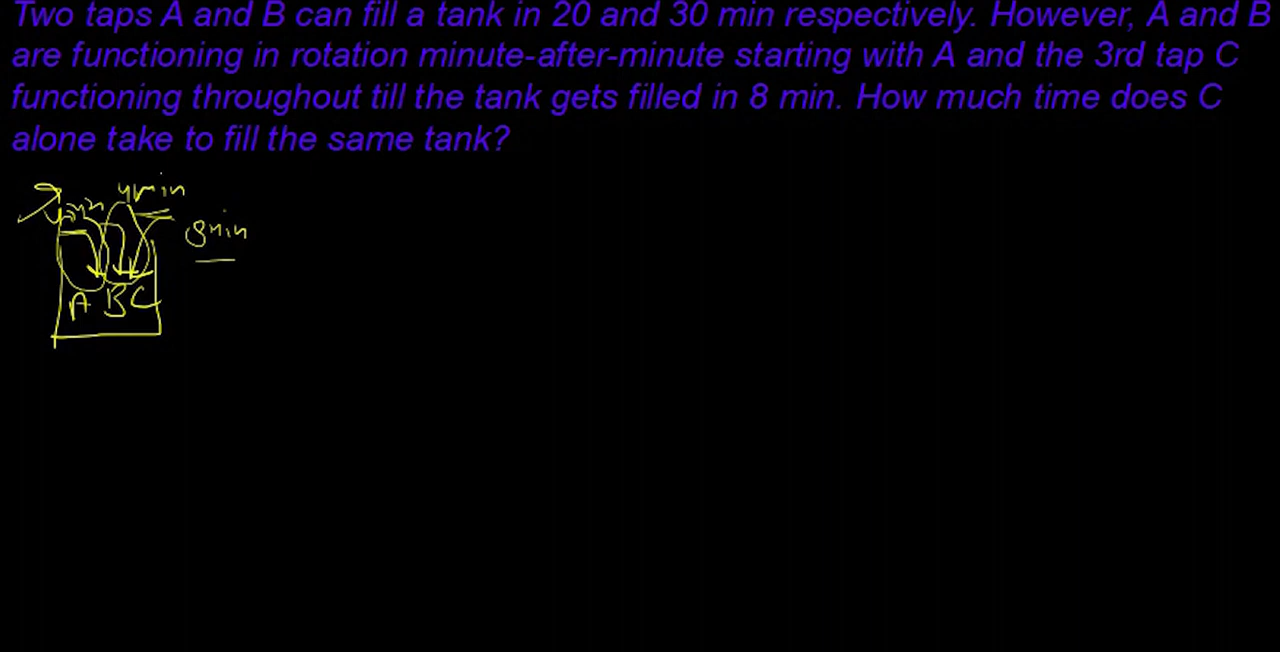 Two taps A and B can fill a tank in 20 and 30 min respectively. However, A and B
are functioning in rotation minute-after-minute starting with A and the 3rd tap C
functioning throughout till the tank gets filled in 8 min. How much time does C
alone take to fill the same tank?
4min
8min
A B C